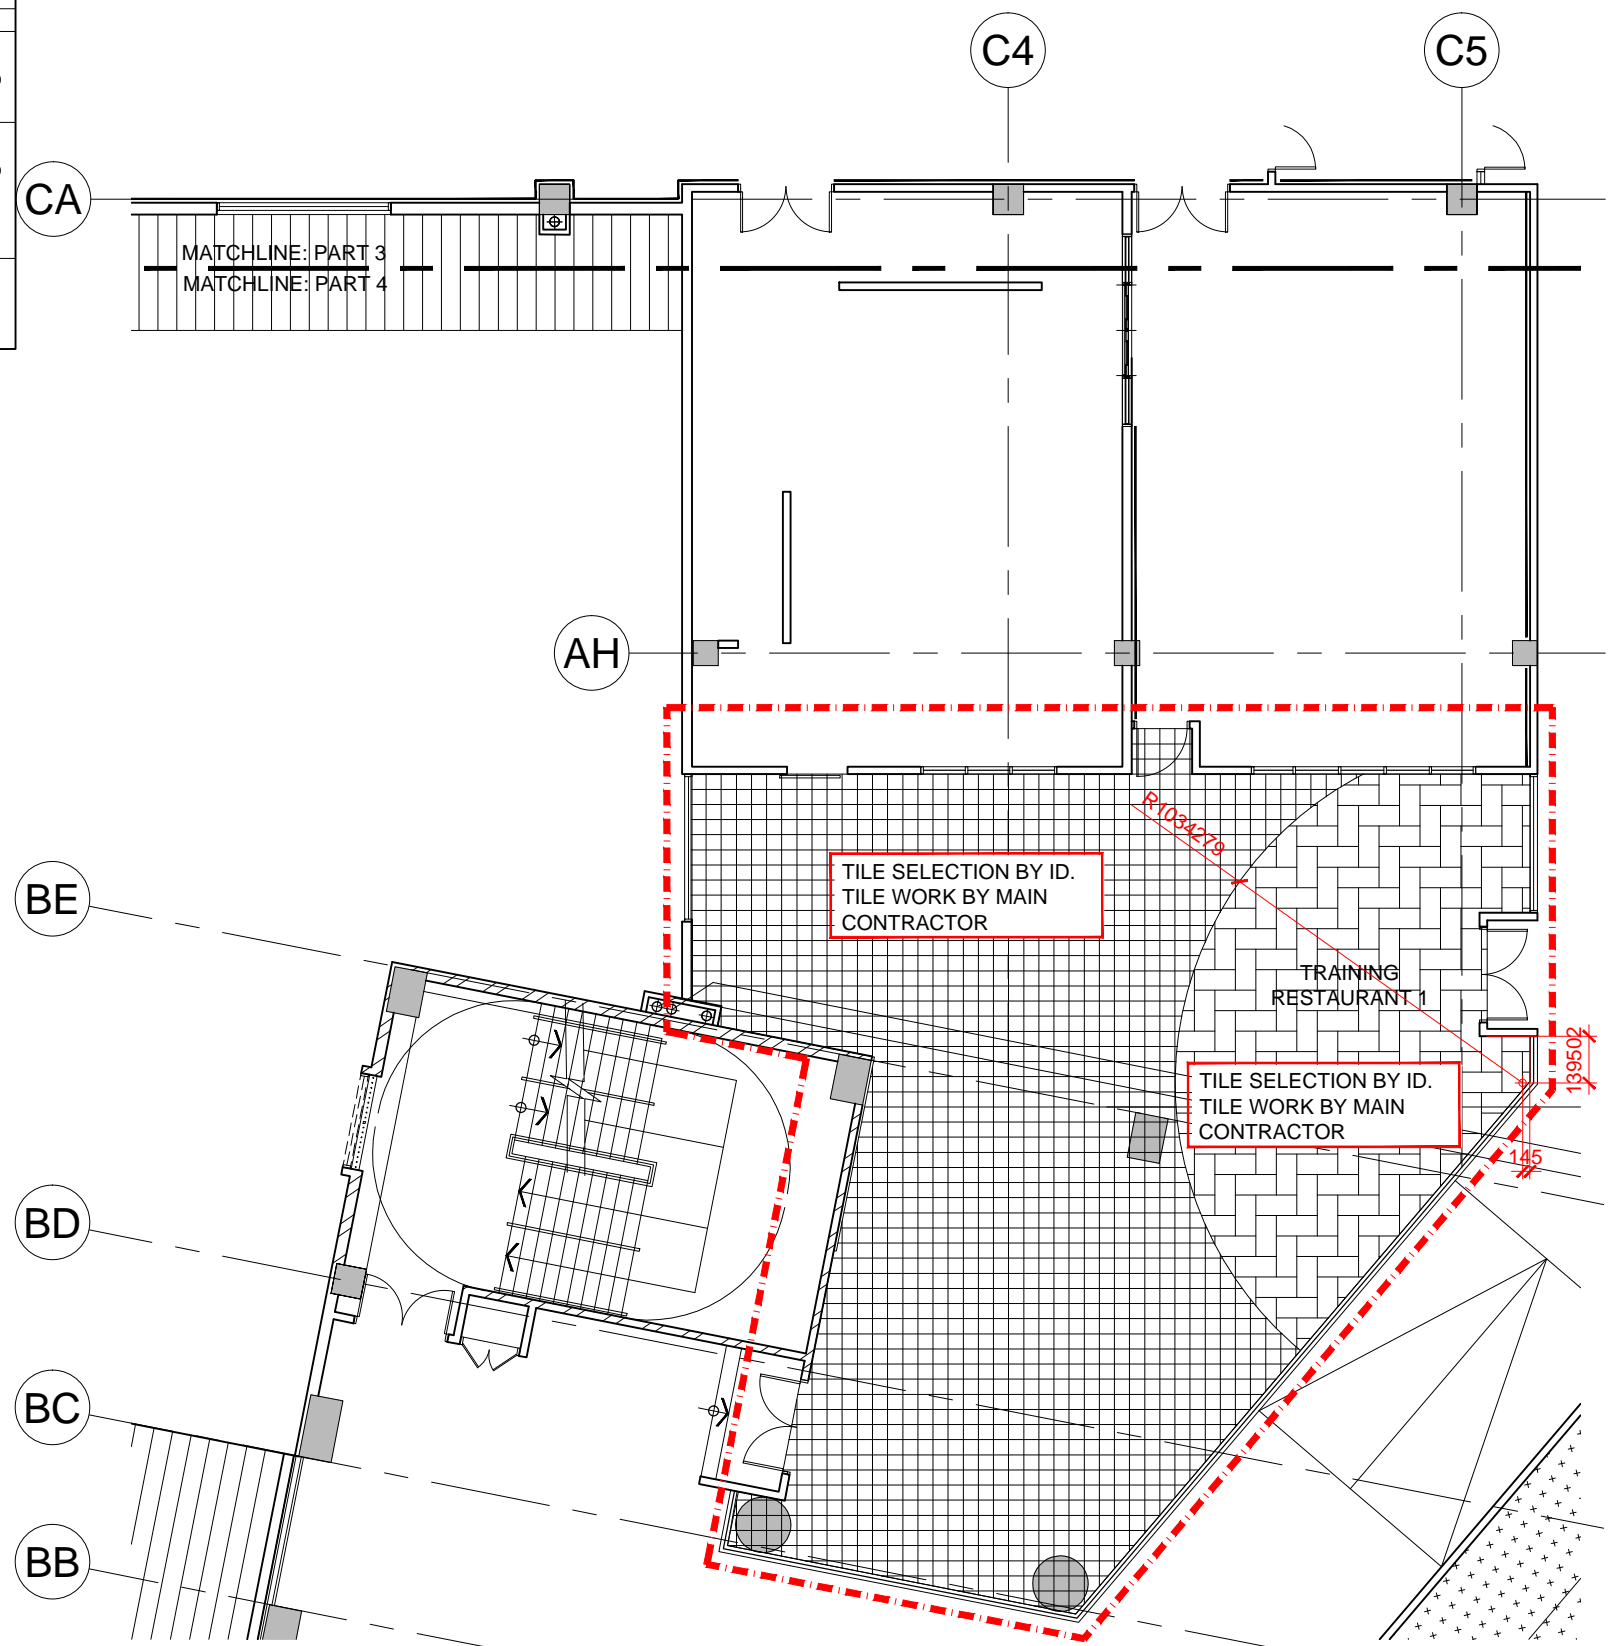 C4
C5
CA
MATCHLINE: PART 3
MATCHLINE: PART 4
AH
R1034279
TILE SELECTION BY ID.
TILE WORK BY MAIN
CONTRACTOR
BE
TRAINING
RESTAURANT 1
139502
TILE SELECTION BY ID.
TILE WORK BY MAIN
CONTRACTOR
145
BD
BC
BB